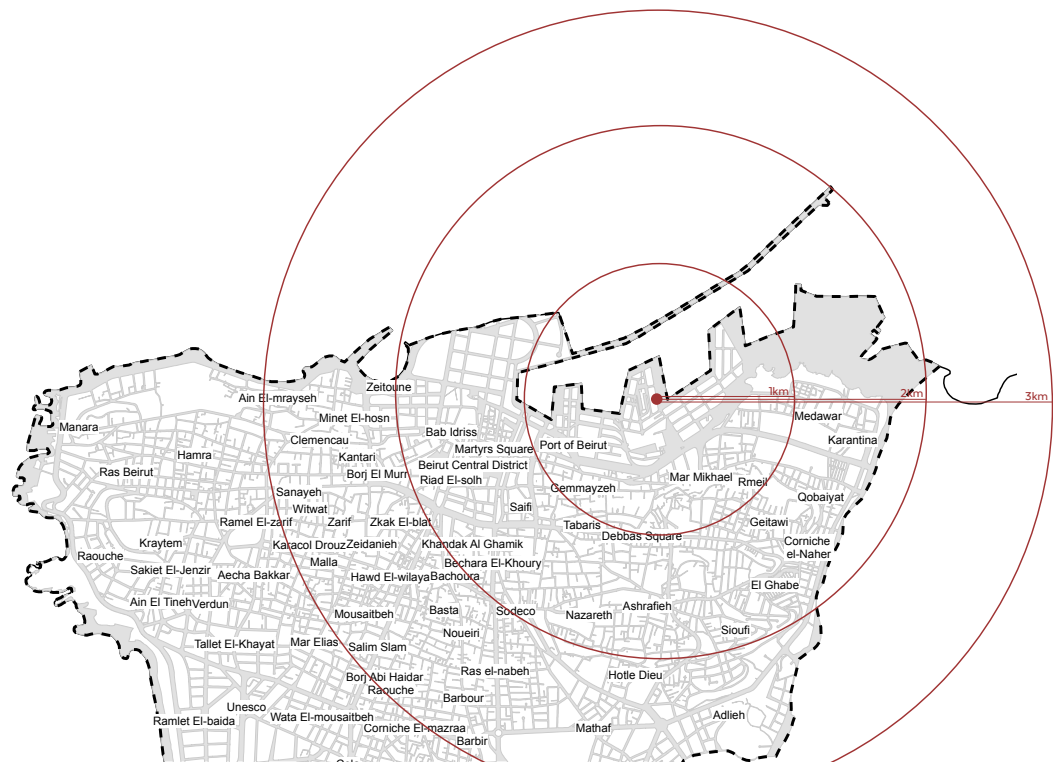 Zeitoune
1km
2km
3km
Ain El-mrayseh
Minet El-hosn
Medawar
Manara
Bab Idriss
Clemencau
Karantina
Port of Beirut
Martyrs Square
Hamra
Kantari
Beirut Central District
Ras Beirut
Borj El Murr
Riad El-solh
Mar Mikhael
Rmeil
Gemmayzeh
Sanayeh
Qobaiyat
Witwat
Saifi
Ramel El-zarif
Zarif
Zkak El-blat
Tabaris
Geitawi
Debbas Square
Kraytem
Karacol Drouz
Zeidanieh
Khandak Al Ghamik
Corniche
el-Naher
Raouche
Malla
Bechara El-Khoury
Sakiet El-Jenzir
Aecha Bakkar
Hawd El-wilaya
Bachoura
El Ghabe
Ain El Tineh
Verdun
Mousaitbeh
Basta
Sodeco
Nazareth
Ashrafieh
Noueiri
Sioufi
Tallet El-Khayat
Mar Elias
Salim Slam
Ras el-nabeh
Hotle Dieu
Borj Abi Haidar
Raouche
Barbour
Unesco
Ramlet El-baida
Wata El-mousaitbeh
Corniche El-mazraa
Mathaf
Adlieh
Barbir